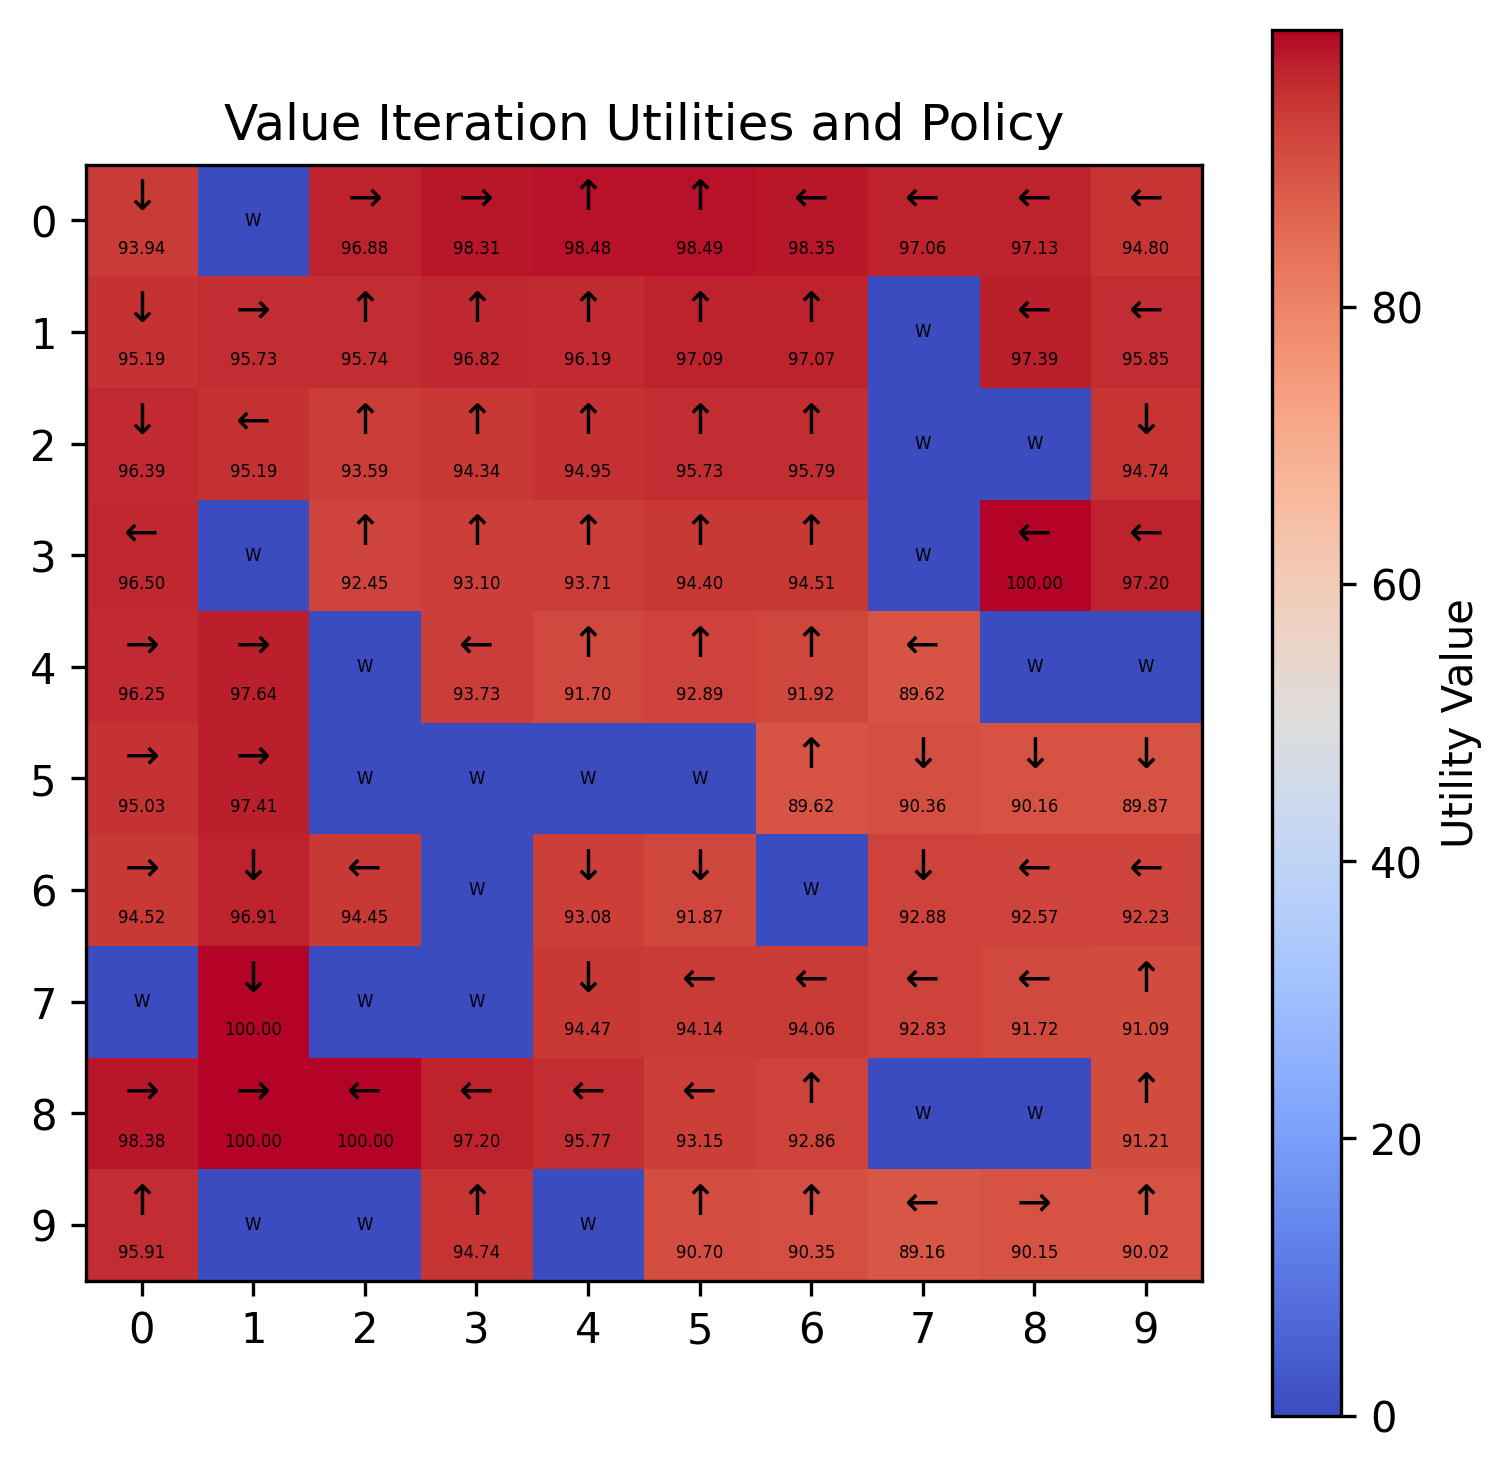 Value Iteration Utilities and Policy
0 ↓ W → → ↑ ↑ ← ← ← ←
93.94 96.88 98.31 98.48 98.49 98.35 97.06 97.13 94.80
1 ↓ → ↑ ↑ ↑ ↑ ↑ W ← ←
95.19 95.73 95.74 96.82 96.19 97.09 97.07 97.39 95.85
2 ↓ ← ↑ ↑ ↑ ↑ ↑ W W ↓
96.39 95.19 93.59 94.34 94.95 95.73 95.79 94.74
3 ← W ↑ ↑ ↑ ↑ ↑ W ← ←
96.50 92.45 93.10 93.71 94.40 94.51 100.00 97.20
4 → → W ← ↑ ↑ ↑ ← W W
96.25 97.64 93.73 91.70 92.89 91.92 89.62
5 → → W W W W ↑ ↓ ↓ ↓
95.03 97.41 89.62 90.36 90.16 89.87
6 → ↓ ← W ↓ ↓ W ↓ ← ←
94.52 96.91 94.45 93.08 91.87 92.88 92.57 92.23
7 W ↓ W W ↓ ← ← ← ← ↑
100.00 94.47 94.14 94.06 92.83 91.72 91.09
8 → → ← ← ← ← ↑ W W ↑
98.38 100.00 100.00 97.20 95.77 93.15 92.86 91.21
9 ↑ W W ↑ W ↑ ↑ ← → ↑
95.91 94.74 90.70 90.35 89.16 90.15 90.02
0 1 2 3 4 5 6 7 8 9
80
60
40
20
0
Utility Value